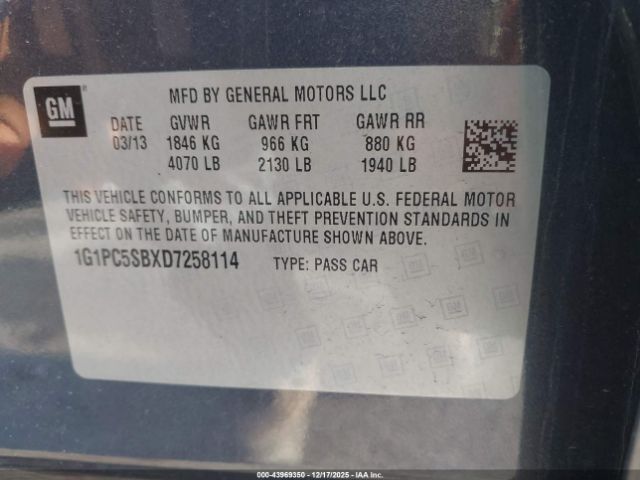 GM
MFD BY GENERAL MOTORS LLC
DATE GVWR GAWR FRT GAWR RR
03/13 1846 KG 966 KG 880 KG
4070 LB 2130 LB 1940 LB
THIS VEHICLE CONFORMS TO ALL APPLICABLE U.S. FEDERAL MOTOR
VEHICLE SAFETY, BUMPER, AND THEFT PREVENTION STANDARDS IN
EFFECT ON THE DATE OF MANUFACTURE SHOWN ABOVE.
1G1PC5SBXD7258114 TYPE: PASS CAR
000-43969350 - 12/17/2025 - IAA Inc.